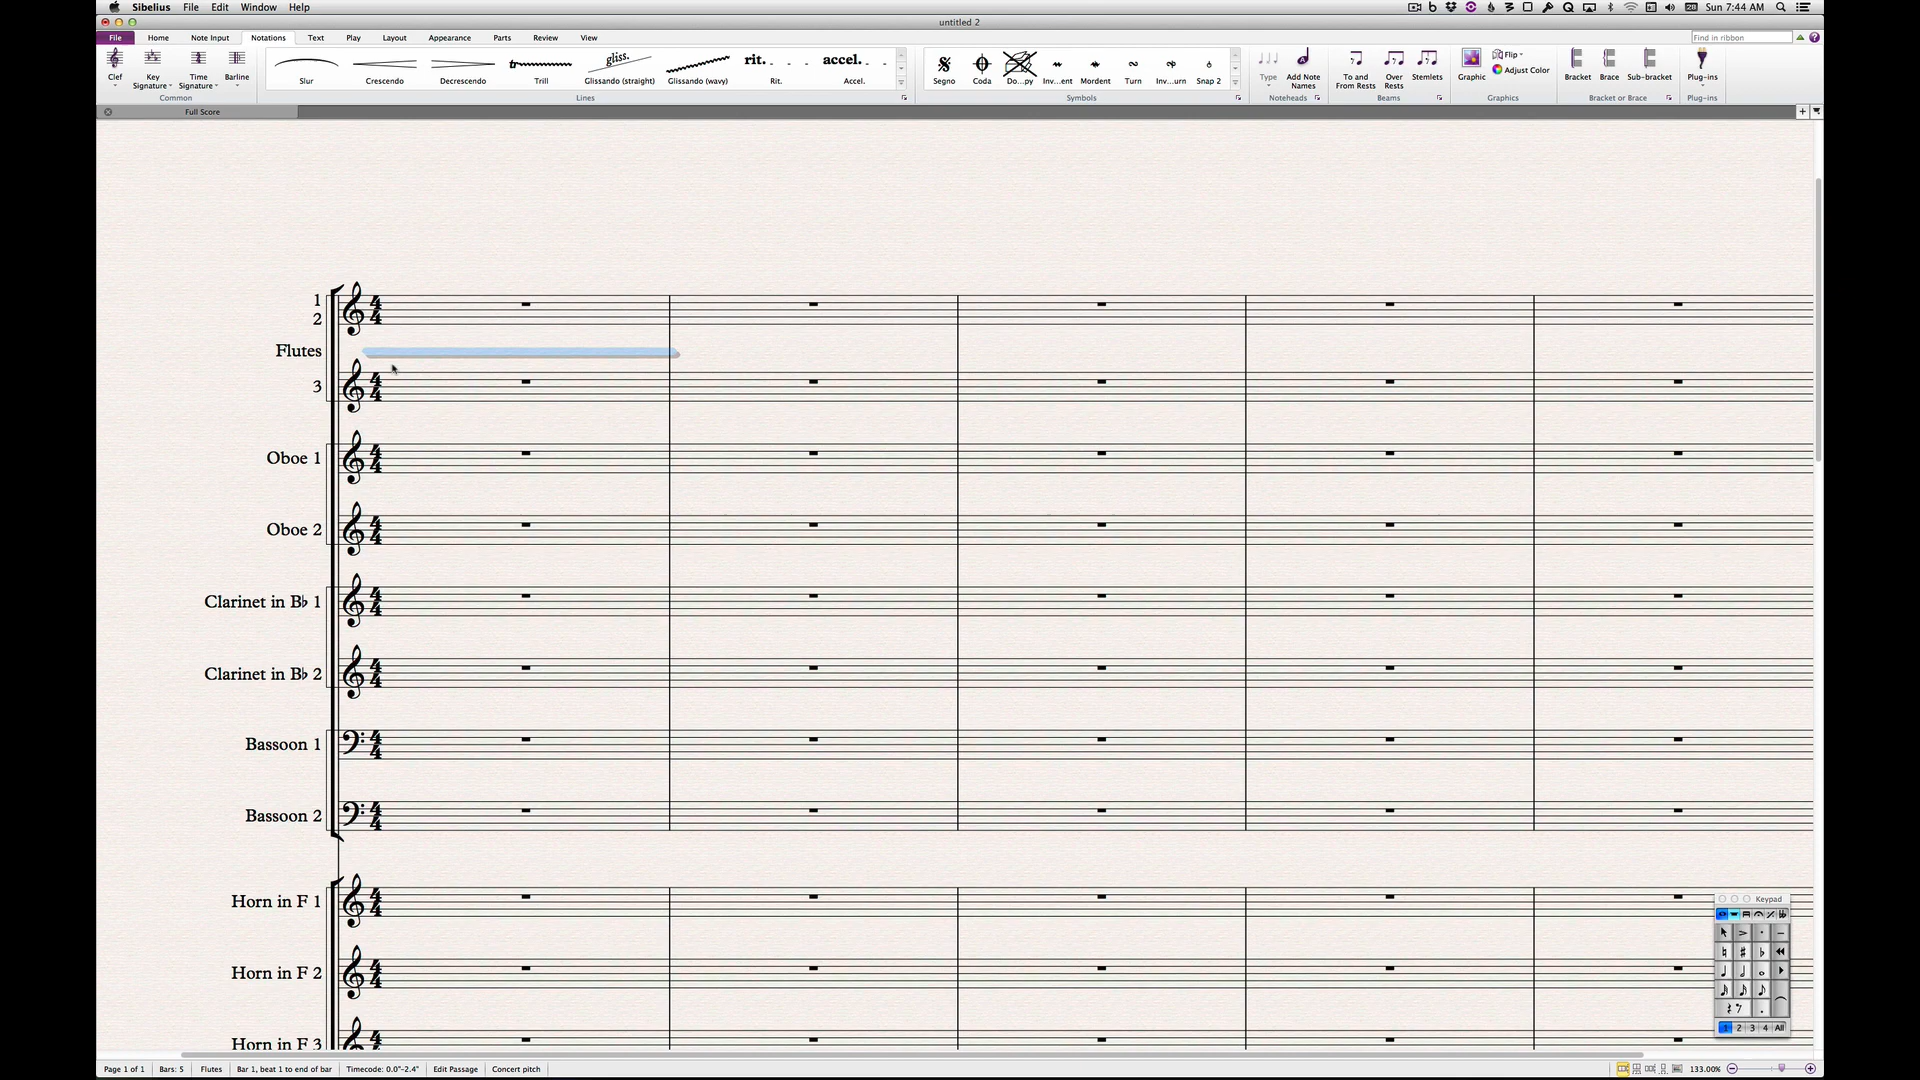 Sibelius File Edit Window Help
Sun 7:44 AM
untitled 2
File Home Note Input Notations Text Play Layout Appearance Parts Review View
Find in ribbon
gliss. rit. accel.
Clef Key Signature Time Signature Barline
Slur Crescendo Decrescendo Trill Glissando (straight) Glissando (wavy) Rit. Accel.
Segno Coda Do...py Inv...ent Mordent Turn Inv...urn Snap 2
Type Add Note Names
To and From Rests Over Rests Stemlets
Graphic Flip Adjust Color
Bracket Brace Sub-bracket Plug-ins
Common Lines Symbols Noteheads Beams Graphics Bracket or Brace Plug-ins
Full Score
1
2
Flutes
3
Oboe 1
Oboe 2
Clarinet in B♭ 1
Clarinet in B♭ 2
Bassoon 1
Bassoon 2
Horn in F 1
Horn in F 2
Horn in F 3
Keypad
1 2 3 4 All
Page 1 of 1 Bars: 5 Flutes Bar 1, beat 1 to end of bar Timecode: 0.0"-2.4" Edit Passage Concert pitch 133.00%